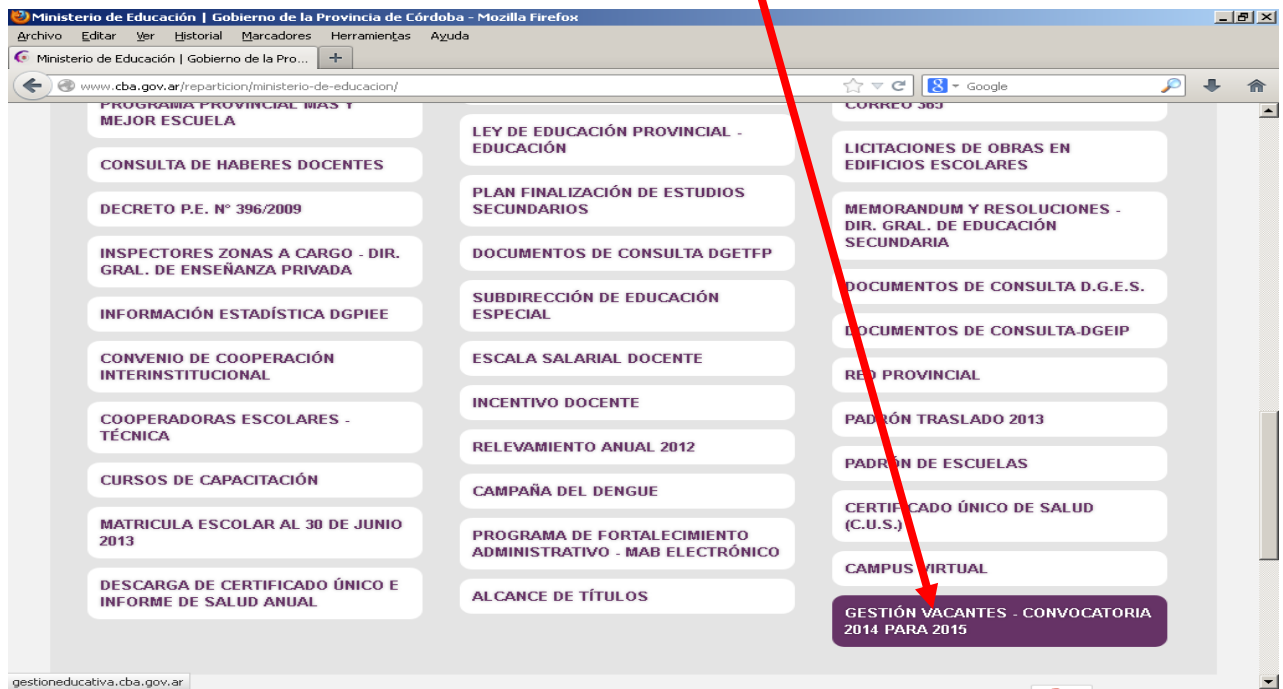 Ministerio de Educación | Gobierno de la Provincia de Córdoba - Mozilla Firefox
Archivo Editar Ver Historial Marcadores Herramientas Ayuda
Ministerio de Educación | Gobierno de la Pro...
www.cba.gov.ar/reparticion/ministerio-de-educacion/
Google
PROGRAMA PROVINCIAL MAS Y
MEJOR ESCUELA
CONSULTA DE HABERES DOCENTES
DECRETO P.E. N° 396/2009
INSPECTORES ZONAS A CARGO - DIR.
GRAL. DE ENSEÑANZA PRIVADA
INFORMACIÓN ESTADÍSTICA DGPIEE
CONVENIO DE COOPERACIÓN
INTERINSTITUCIONAL
COOPERADORAS ESCOLARES -
TÉCNICA
CURSOS DE CAPACITACIÓN
MATRICULA ESCOLAR AL 30 DE JUNIO
2013
DESCARGA DE CERTIFICADO ÚNICO E
INFORME DE SALUD ANUAL
LEY DE EDUCACIÓN PROVINCIAL -
EDUCACIÓN
PLAN FINALIZACIÓN DE ESTUDIOS
SECUNDARIOS
DOCUMENTOS DE CONSULTA DGETFP
SUBDIRECCIÓN DE EDUCACIÓN
ESPECIAL
ESCALA SALARIAL DOCENTE
INCENTIVO DOCENTE
RELEVAMIENTO ANUAL 2012
CAMPAÑA DEL DENGUE
PROGRAMA DE FORTALECIMIENTO
ADMINISTRATIVO - MAB ELECTRÓNICO
ALCANCE DE TÍTULOS
CORREO 365
LICITACIONES DE OBRAS EN
EDIFICIOS ESCOLARES
MEMORANDUM Y RESOLUCIONES -
DIR. GRAL. DE EDUCACIÓN
SECUNDARIA
DOCUMENTOS DE CONSULTA D.G.E.S.
DOCUMENTOS DE CONSULTA-DGEIP
RED PROVINCIAL
PADRÓN TRASLADO 2013
PADRÓN DE ESCUELAS
CERTIFICADO ÚNICO DE SALUD
(C.U.S.)
CAMPUS VIRTUAL
GESTIÓN VACANTES - CONVOCATORIA
2014 PARA 2015
gestioneducativa.cba.gov.ar